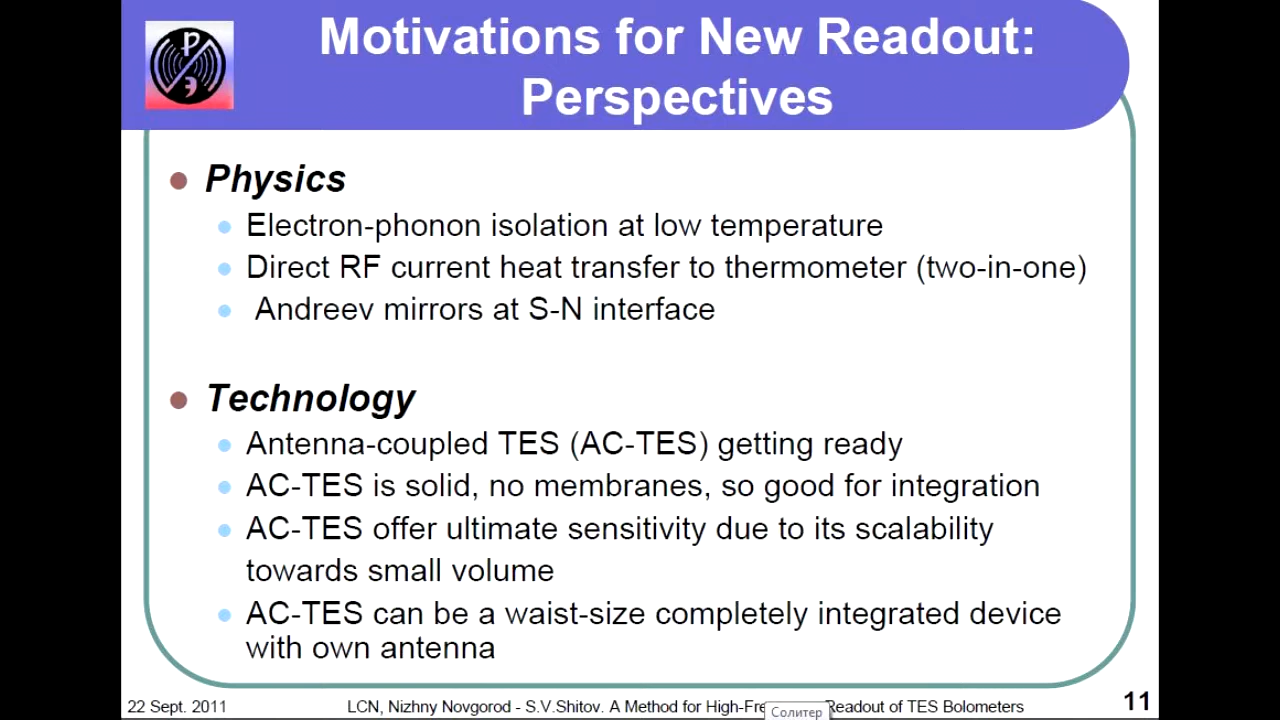 Motivations for New Readout:
Perspectives
Physics
Electron-phonon isolation at low temperature
Direct RF current heat transfer to thermometer (two-in-one)
Andreev mirrors at S-N interface
Technology
Antenna-coupled TES (AC-TES) getting ready
AC-TES is solid, no membranes, so good for integration
AC-TES offer ultimate sensitivity due to its scalability
towards small volume
AC-TES can be a waist-size completely integrated device
with own antenna
22 Sept. 2011
LCN, Nizhny Novgorod - S.V.Shitov. A Method for Readout of TES Bolometers
Солитер
11